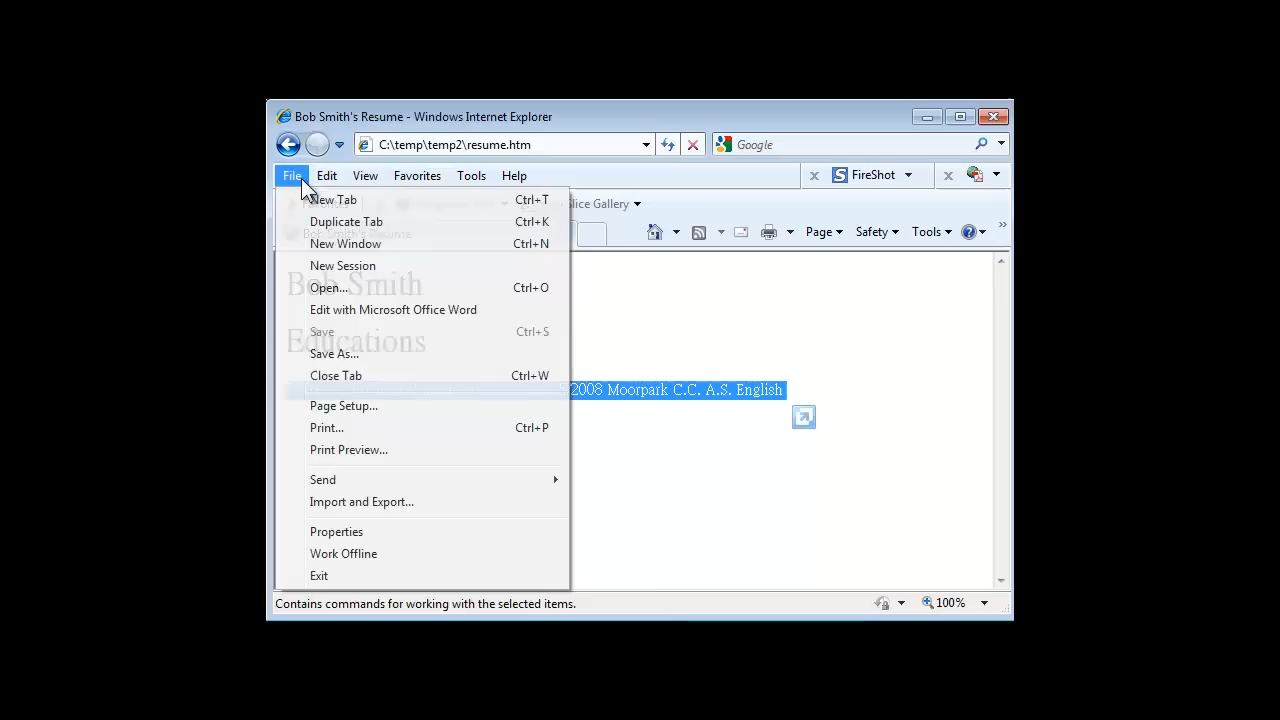 Bob Smith's Resume - Windows Internet Explorer
C:\temp\temp2\resume.htm
Google
File Edit View Favorites Tools Help
FireShot
New Tab Ctrl+T
Slice Gallery
Duplicate Tab Ctrl+K
Bob Smith's Resume
Page Safety Tools
New Window Ctrl+N
New Session
Bob Smith
Open... Ctrl+O
Edit with Microsoft Office Word
Save Ctrl+S
Educations
Save As...
Close Tab Ctrl+W
2008 Moorpark C.C. A.S. English
Page Setup...
Print... Ctrl+P
Print Preview...
Send
Import and Export...
Properties
Work Offline
Exit
Contains commands for working with the selected items.
100%